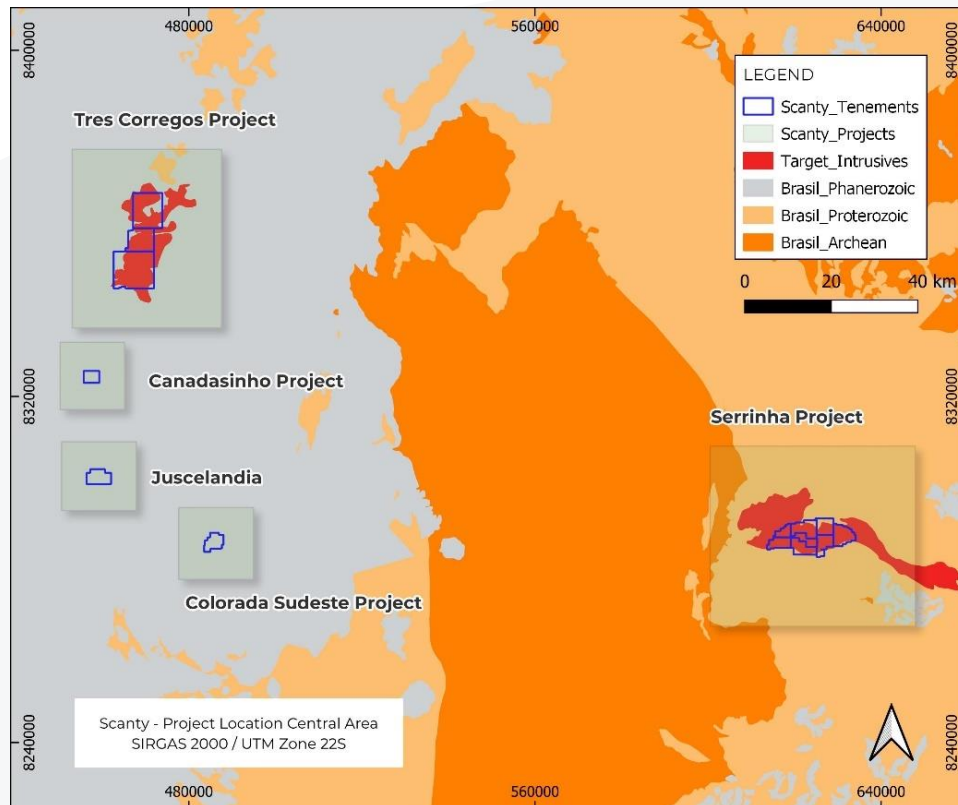 480000
560000
640000
8400000
8400000
LEGEND
Scanty_Tenements
Scanty_Projects
Target_Intrusives
Brasil_Phanerozoic
Brasil_Proterozoic
Brasil_Archean
0 20 40 km
Tres Corregos Project
8320000
8320000
Canadasinho Project
Serrinha Project
Juscelandia
Colorada Sudeste Project
Scanty - Project Location Central Area
SIRGAS 2000 / UTM Zone 22S
8240000
8240000
480000
560000
640000